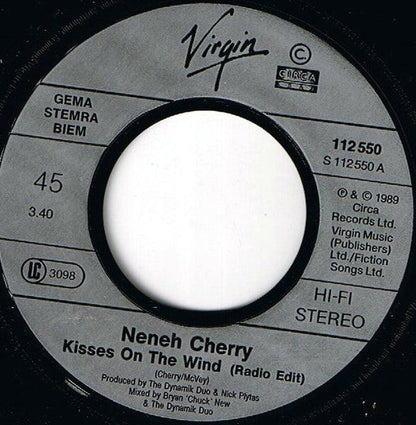 Virgin
©
CIRCA
GEMA
STEMRA
BIEM
112 550
S 112 550 A
45
3.40
℗ & © 1989
Circa
Records Ltd.
Virgin Music
(Publishers)
Ltd./Fiction
Songs Ltd.
LC 3098
HI-FI
STEREO
Neneh Cherry
Kisses On The Wind (Radio Edit)
(Cherry/McVey)
Produced by The Dynamik Duo & Nick Plytas
Mixed by Bryan 'Chuck' New
& The Dynamik Duo